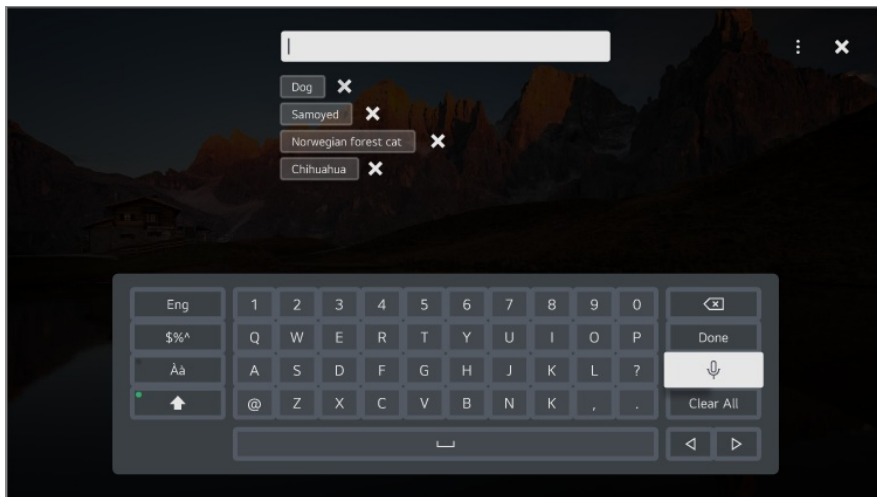 Dog
Samoyed
Norwegian forest cat
Chihuahua
Eng 1 2 3 4 5 6 7 8 9 0
$%^ Q W E R T Y U I O P Done
Àà A S D F G H J K L ?
@ Z X C V B N K , . Clear All